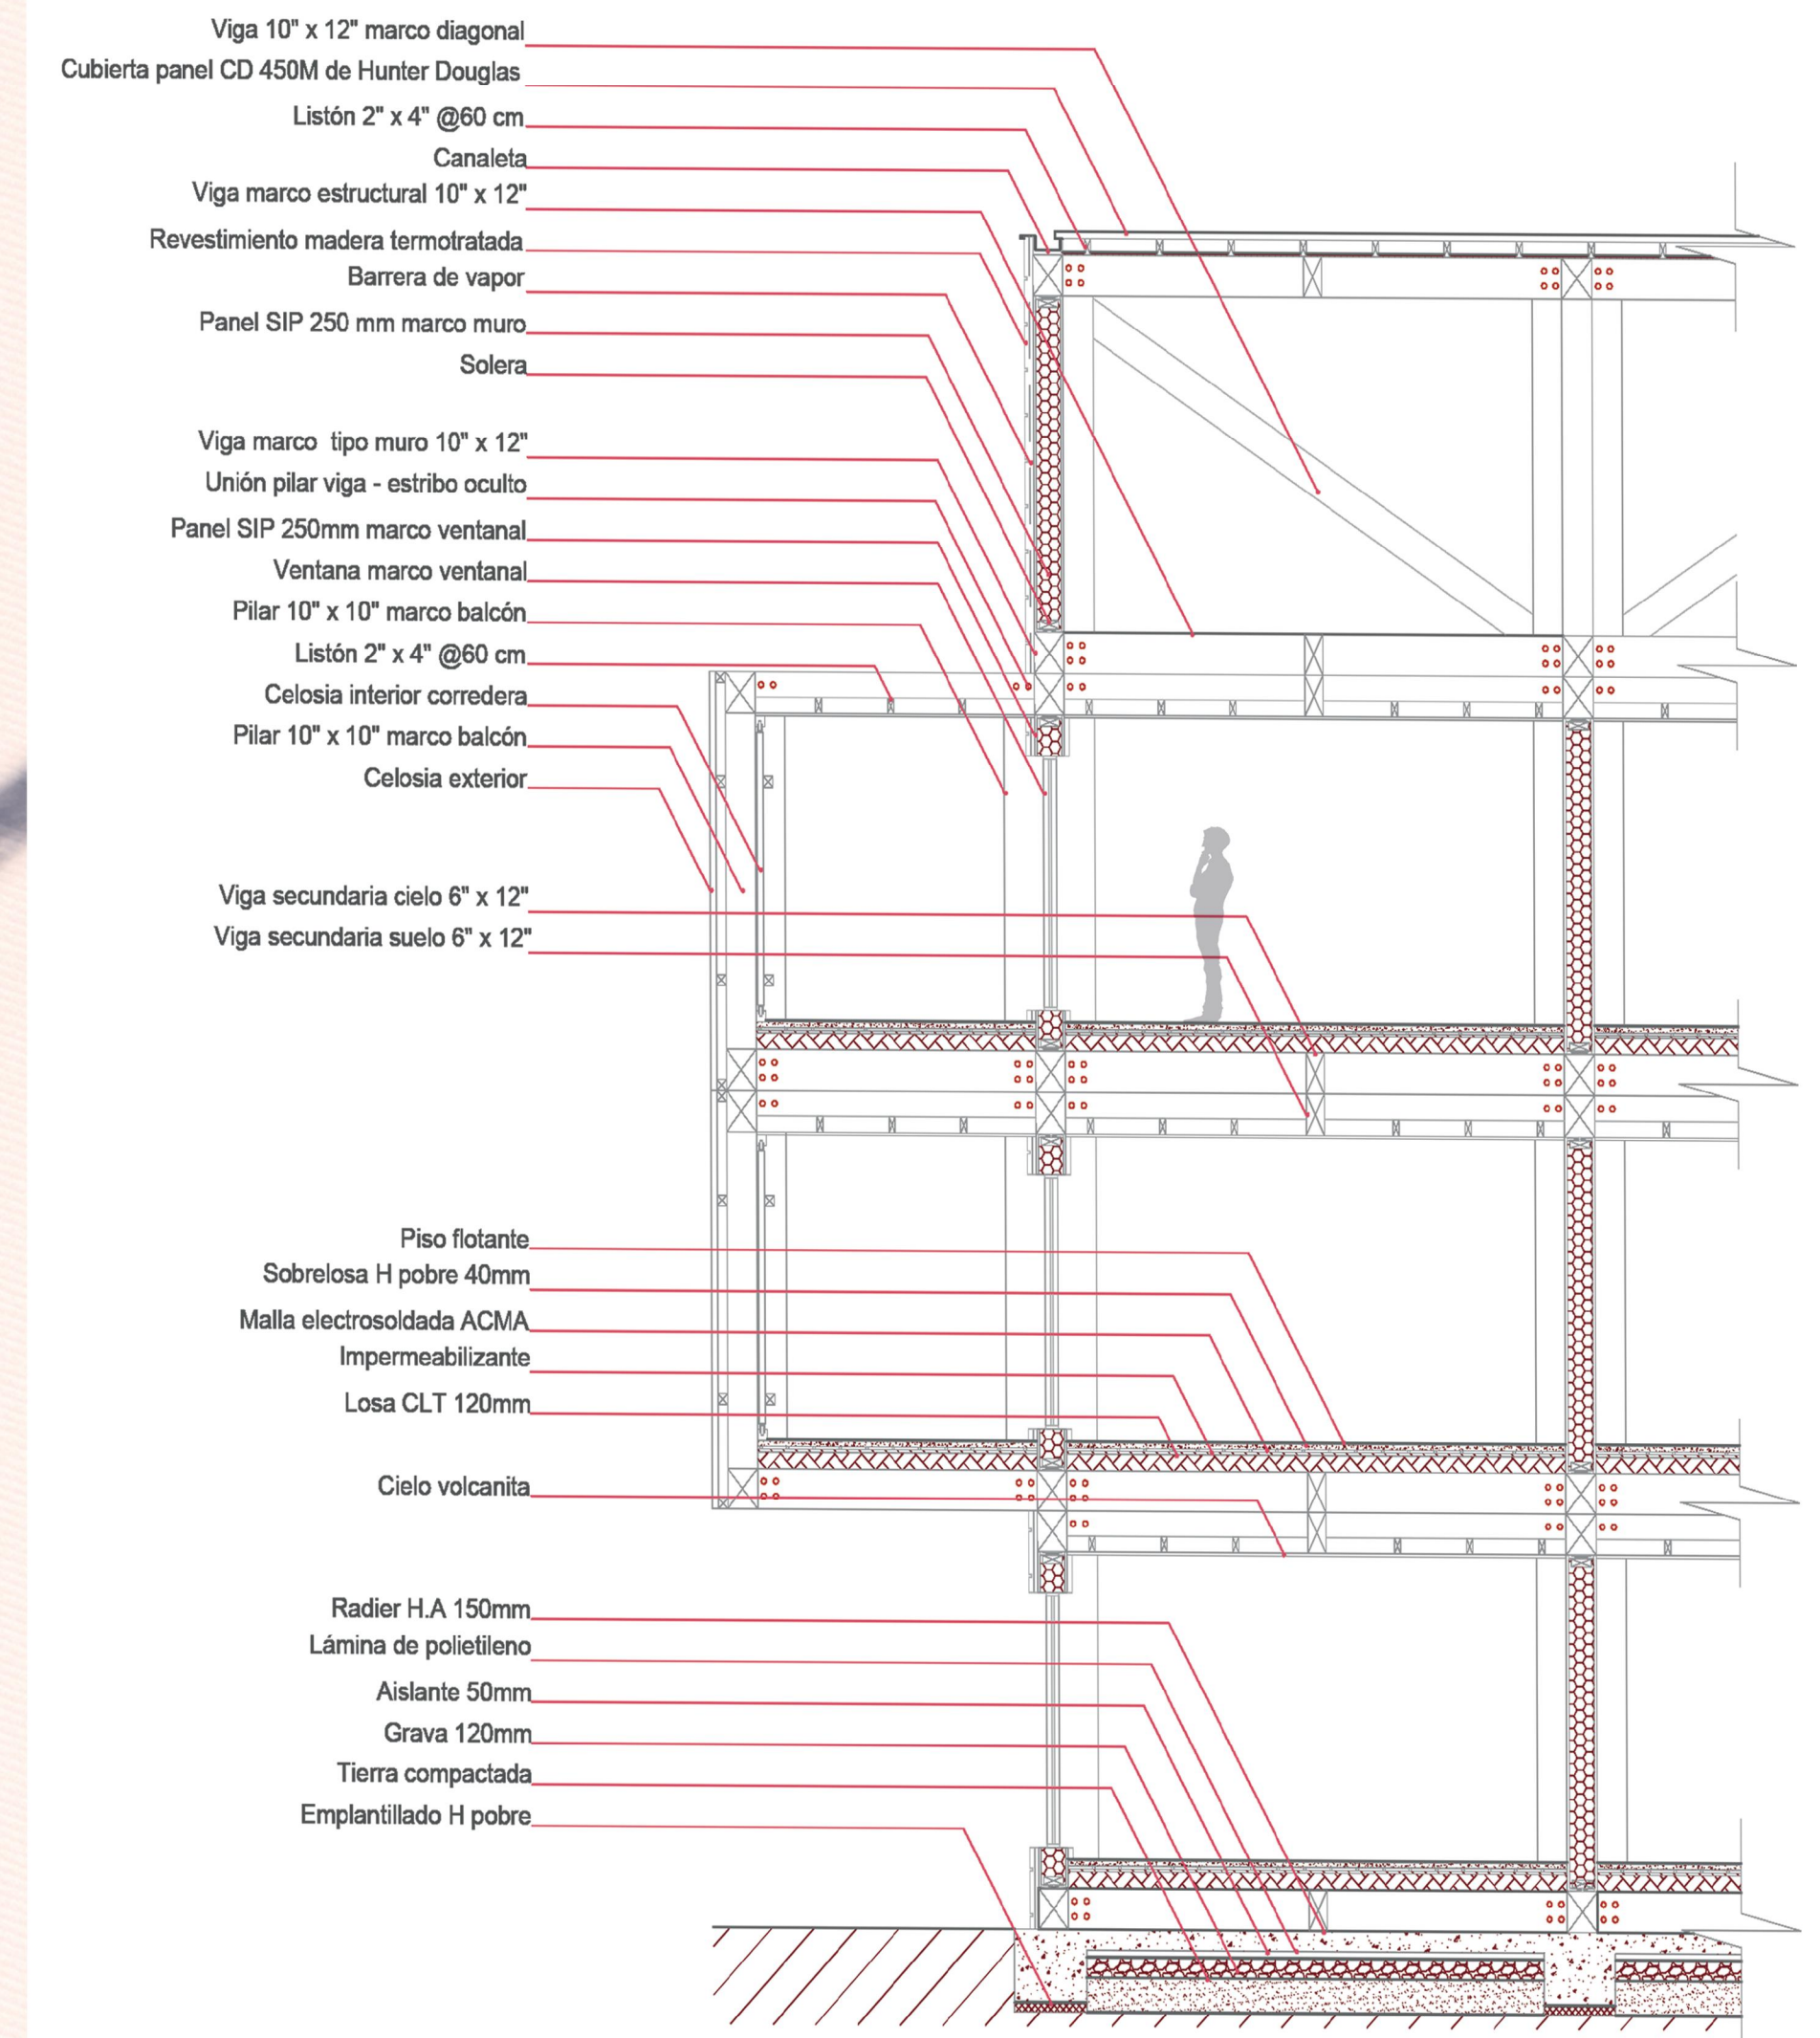 Viga 10" x 12" marco diagonal
Cubierta panel CD 450M de Hunter Douglas
Listón 2" x 4" @60 cm
Canaleta
Viga marco estructural 10" x 12"
Revestimiento madera termotratada
Barrera de vapor
Panel SIP 250 mm marco muro
Solera
Viga marco tipo muro 10" x 12"
Unión pilar viga - estribo oculto
Panel SIP 250mm marco ventanal
Ventana marco ventanal
Pilar 10" x 10" marco balcón
Listón 2" x 4" @60 cm
Celosia interior corredera
Pilar 10" x 10" marco balcón
Celosia exterior
Viga secundaria cielo 6" x 12"
Viga secundaria suelo 6" x 12"
Piso flotante
Sobrelosa H pobre 40mm
Malla electrosoldada ACMA
Impermeabilizante
Losa CLT 120mm
Cielo volcanita
Radier H.A 150mm
Lámina de polietileno
Aislante 50mm
Grava 120mm
Tierra compactada
Emplantillado H pobre